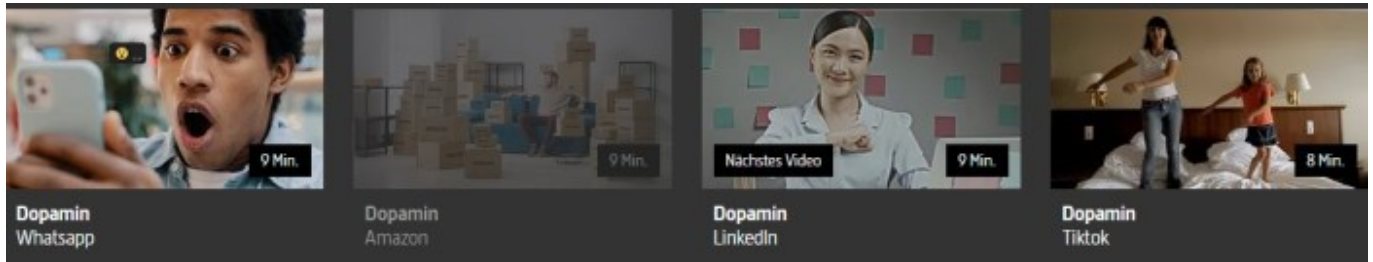 9 Min.
Dopamin
Whatsapp
9 Min.
Dopamin
Amazon
Nächstes Video
9 Min.
Dopamin
LinkedIn
8 Min.
Dopamin
Tiktok